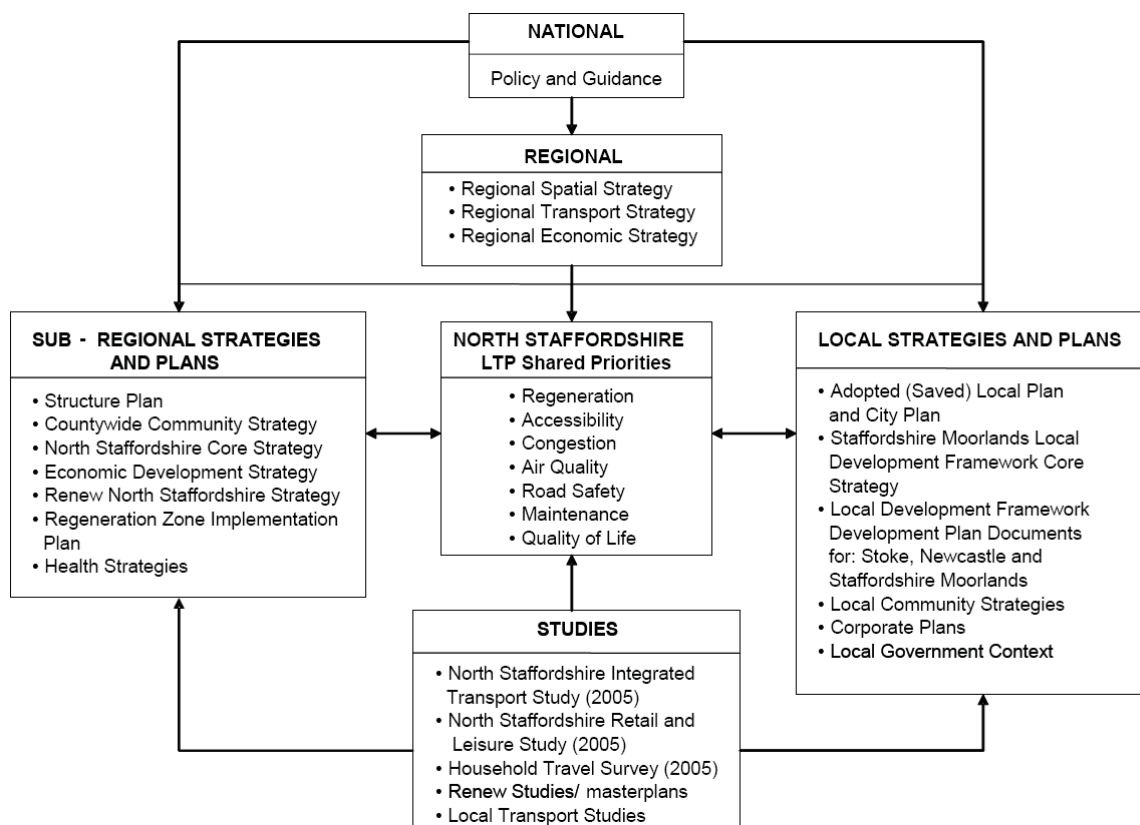 NATIONAL
Policy and Guidance
REGIONAL
• Regional Spatial Strategy
• Regional Transport Strategy
• Regional Economic Strategy
SUB - REGIONAL STRATEGIES
AND PLANS
• Structure Plan
• Countywide Community Strategy
• North Staffordshire Core Strategy
• Economic Development Strategy
• Renew North Staffordshire Strategy
• Regeneration Zone Implementation
Plan
• Health Strategies
NORTH STAFFORDSHIRE
LTP Shared Priorities
• Regeneration
• Accessibility
• Congestion
• Air Quality
• Road Safety
• Maintenance
• Quality of Life
LOCAL STRATEGIES AND PLANS
• Adopted (Saved) Local Plan
and City Plan
• Staffordshire Moorlands Local
Development Framework Core
Strategy
• Local Development Framework
Development Plan Documents
for: Stoke, Newcastle and
Staffordshire Moorlands
• Local Community Strategies
• Corporate Plans
• Local Government Context
STUDIES
• North Staffordshire Integrated
Transport Study (2005)
• North Staffordshire Retail and
Leisure Study (2005)
• Household Travel Survey (2005)
• Renew Studies/ masterplans
• Local Transport Studies